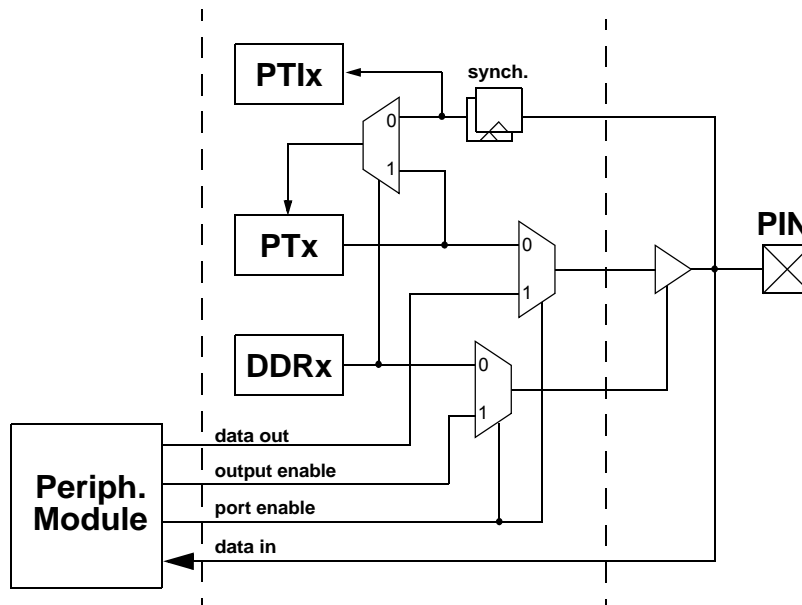 PTIx
synch.
0
1
PTx
PIN
0
1
DDRx
0
1
Periph.
Module
data out
output enable
port enable
data in